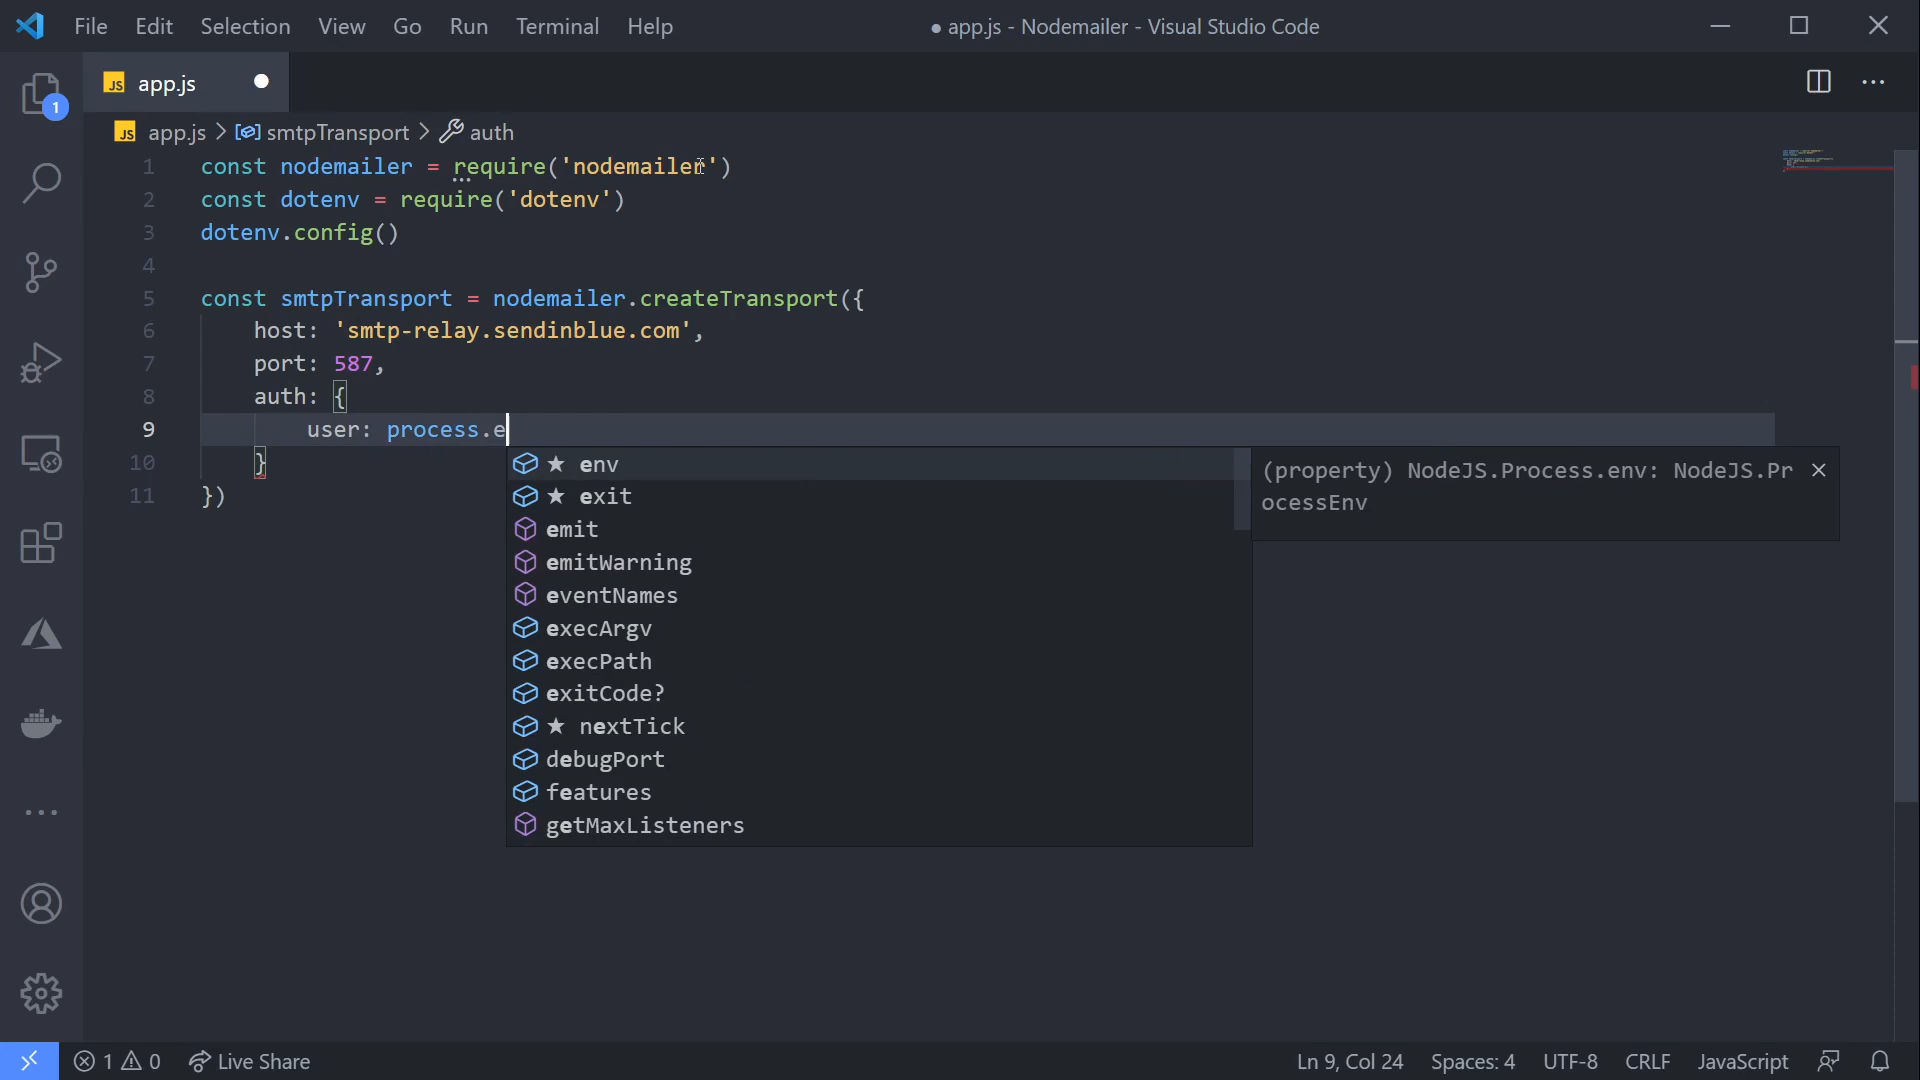 File Edit Selection View Go Run Terminal Help ● app.js - Nodemailer - Visual Studio Code
JS app.js
JS app.js > smtpTransport > auth
1 const nodemailer = require('nodemailer')
2 const dotenv = require('dotenv')
3 dotenv.config()
4
5 const smtpTransport = nodemailer.createTransport({
6 host: 'smtp-relay.sendinblue.com',
7 port: 587,
8 auth: {
9 user: process.e
10 }
11 })
1
★ env
★ exit
emit
emitWarning
eventNames
execArgv
execPath
exitCode?
★ nextTick
debugPort
features
getMaxListeners
(property) NodeJS.Process.env: NodeJS.Pr
ocessEnv
1 0 Live Share Ln 9, Col 24 Spaces: 4 UTF-8 CRLF JavaScript